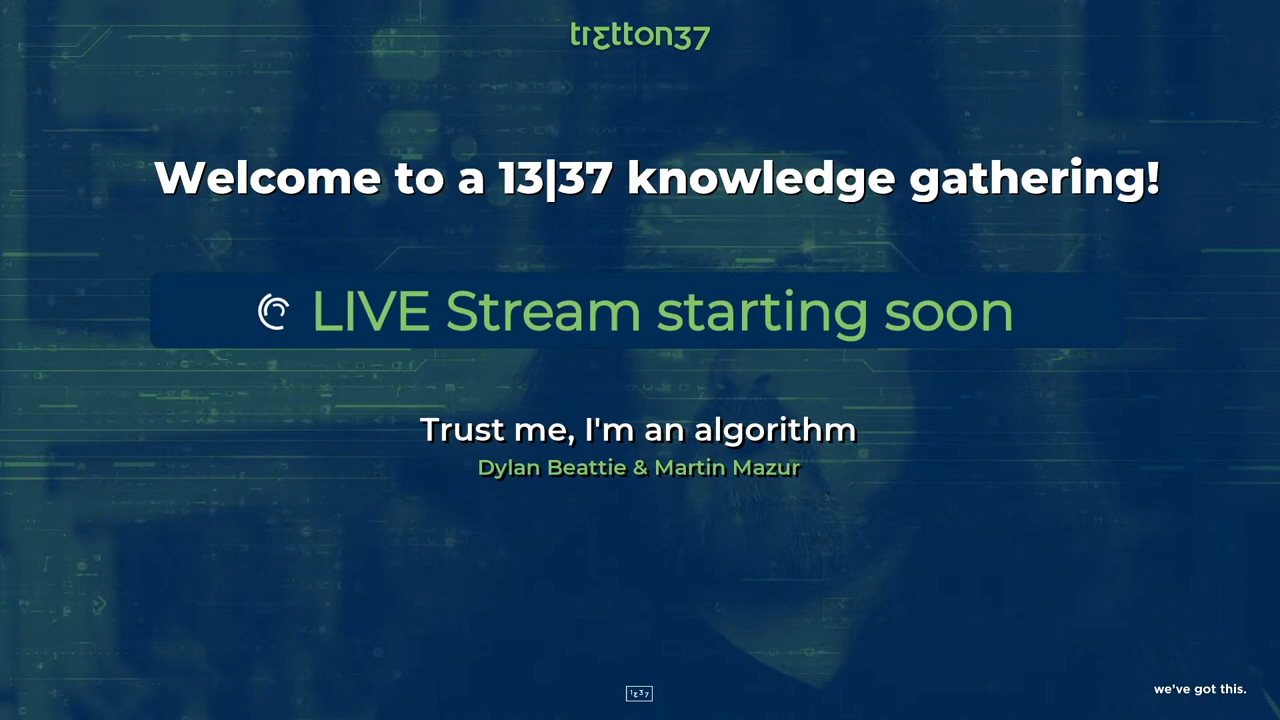 tretton37
Welcome to a 13|37 knowledge gathering!
LIVE Stream starting soon
Trust me, I'm an algorithm
Dylan Beattie & Martin Mazur
1337
we've got this.